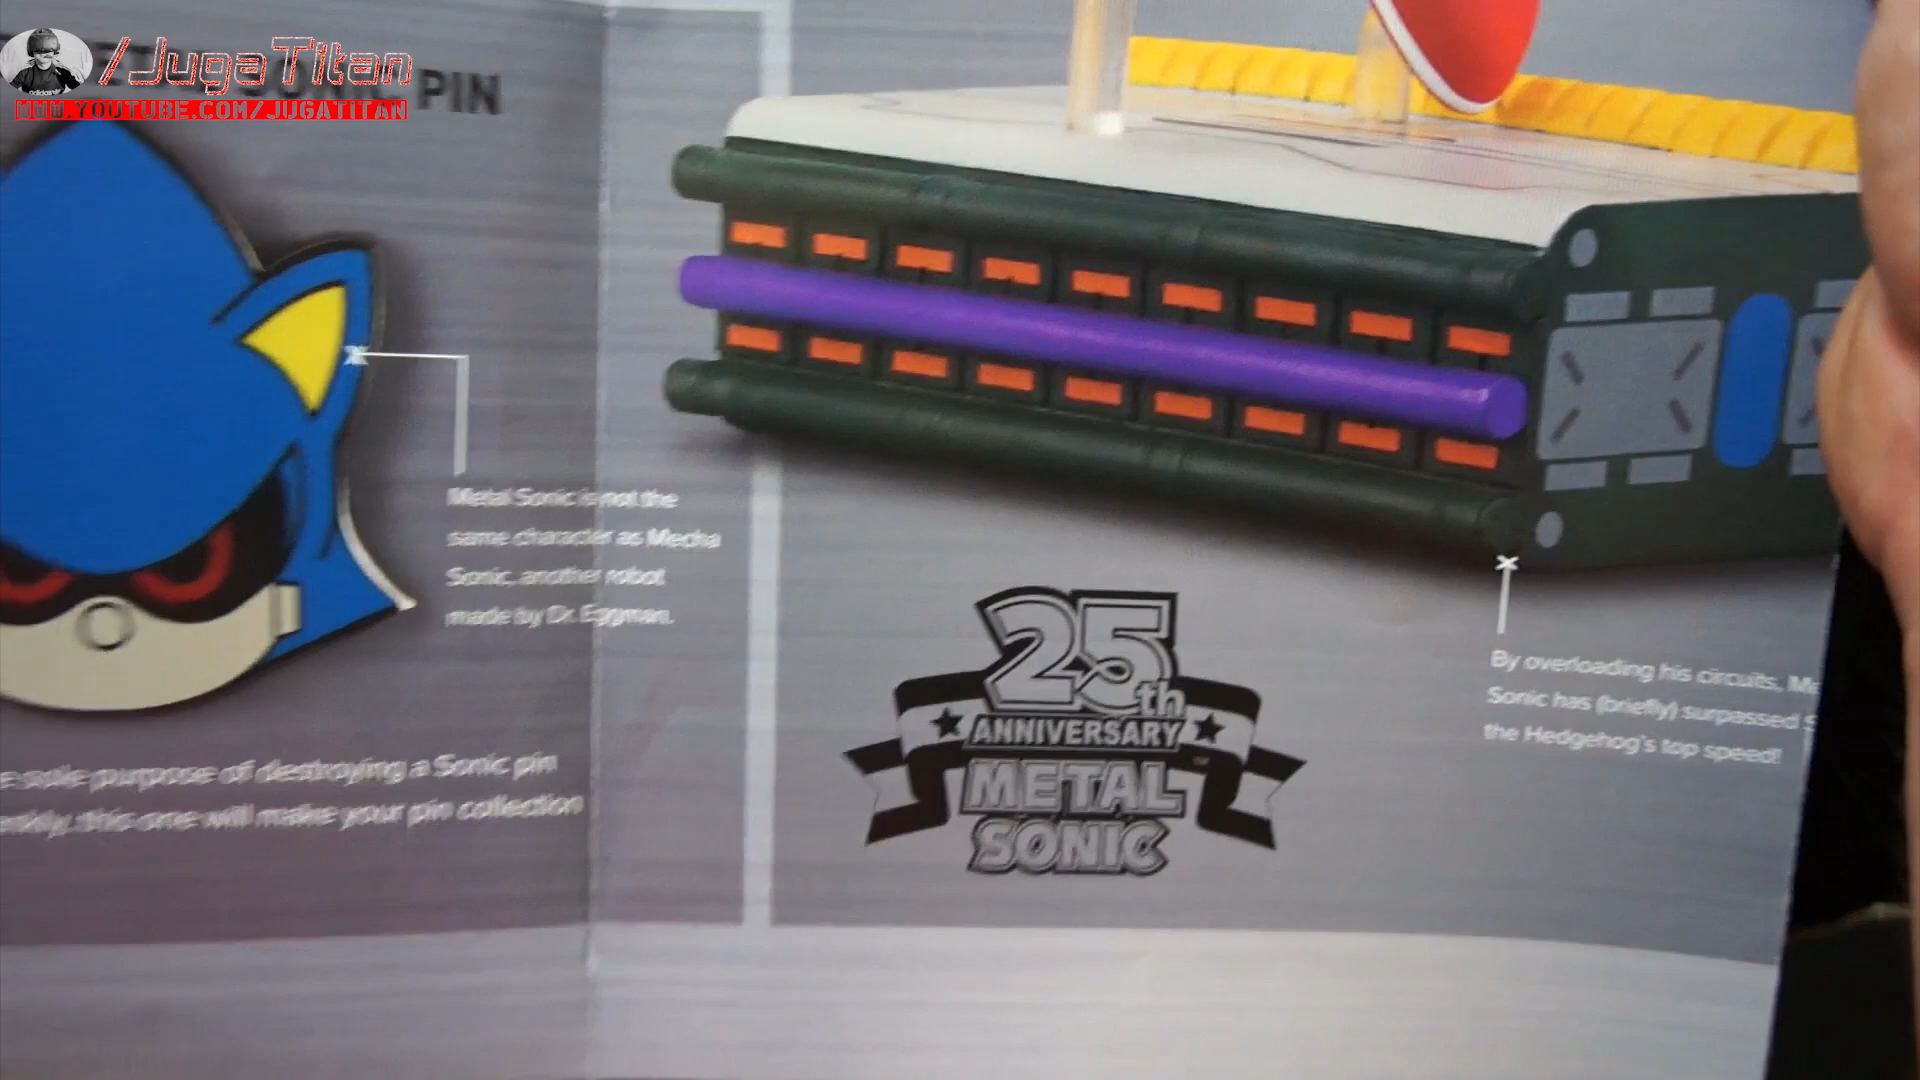 /JugaTitan
WWW.YOUTUBE.COM/JUGATITAN
PIN
Metal Sonic is not the
same character as Mecha
Sonic, another robot
made by Dr. Eggman.
sole purpose of destroying a Sonic pin
this one will make your pin collection
25th
ANNIVERSARY
METAL
SONIC
By overloading his circuits,
Sonic has (briefly) surpassed
the Hedgehog's top speed!